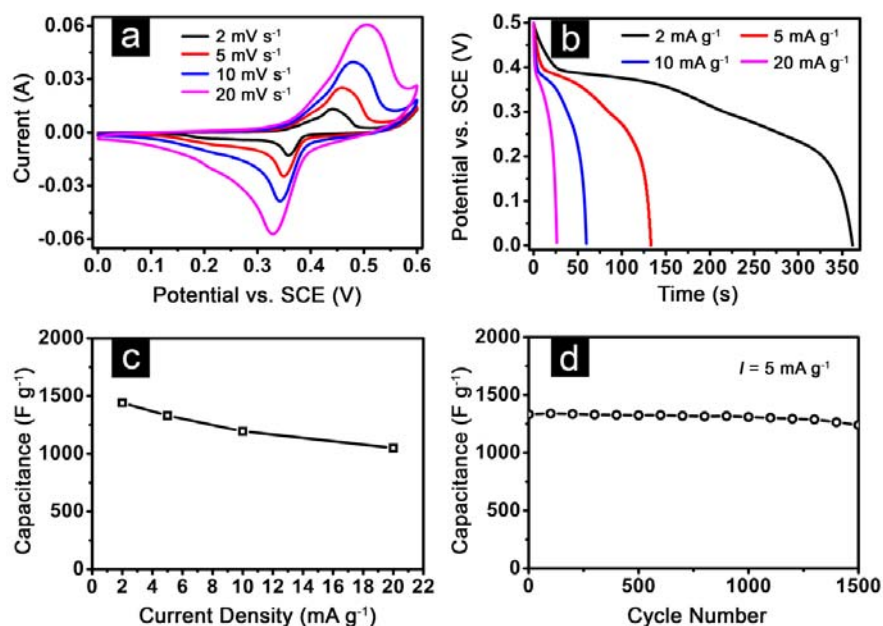 a
2 mV s⁻¹
5 mV s⁻¹
10 mV s⁻¹
20 mV s⁻¹
Current (A)
0.06
0.03
0.00
-0.03
-0.06
0.0 0.1 0.2 0.3 0.4 0.5 0.6
Potential vs. SCE (V)
b
2 mA g⁻¹ 5 mA g⁻¹
10 mA g⁻¹ 20 mA g⁻¹
Potential vs. SCE (V)
0.5
0.4
0.3
0.2
0.1
0.0
0 50 100 150 200 250 300 350
Time (s)
c
Capacitance (F g⁻¹)
2000
1500
1000
500
0
2 4 6 8 10 12 14 16 18 20 22
Current Density (mA g⁻¹)
d
I = 5 mA g⁻¹
Capacitance (F g⁻¹)
2000
1500
1000
500
0
0 500 1000 1500
Cycle Number